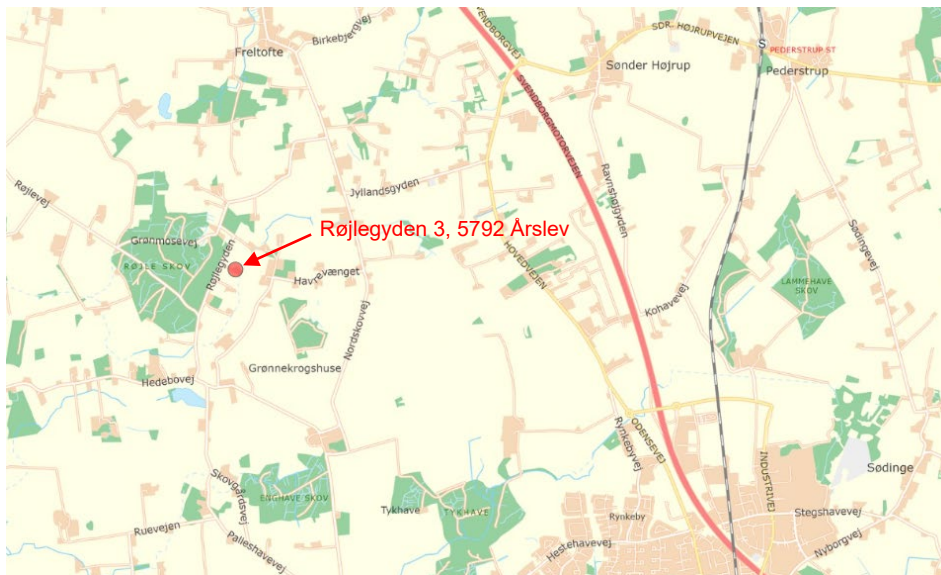 SVENDBORGVEJ
SDR. HØJRUPVEJEN
Birkebjergvej
Freltofte
S
PEDERSTRUP ST
Sønder Højrup
Pederstrup
SVENDBORGMOTORVEJEN
Jyllandsgyden
Ravnshøjgyden
Røjlevej
Sødingevej
Røjlegyden 3, 5792 Årslev
Grønmosevej
HOVEDVEJEN
RØJLE SKOV
Røjlegyden
Havrevænget
LAMMEHAVE
SKOV
Kohavevej
Nordskovvej
Grønnekrogshuse
Hedebovej
Rynkebyvej
ODENSEVEJ
INDUSTRIVEJ
Sødinge
Skovgårdsvej
ENGHAVE SKOV
Tykhave
TYKHAVE
Rynkeby
Stegshavevej
Ruevejen
Palleshavevej
Hestehavevej
Nyborgvej